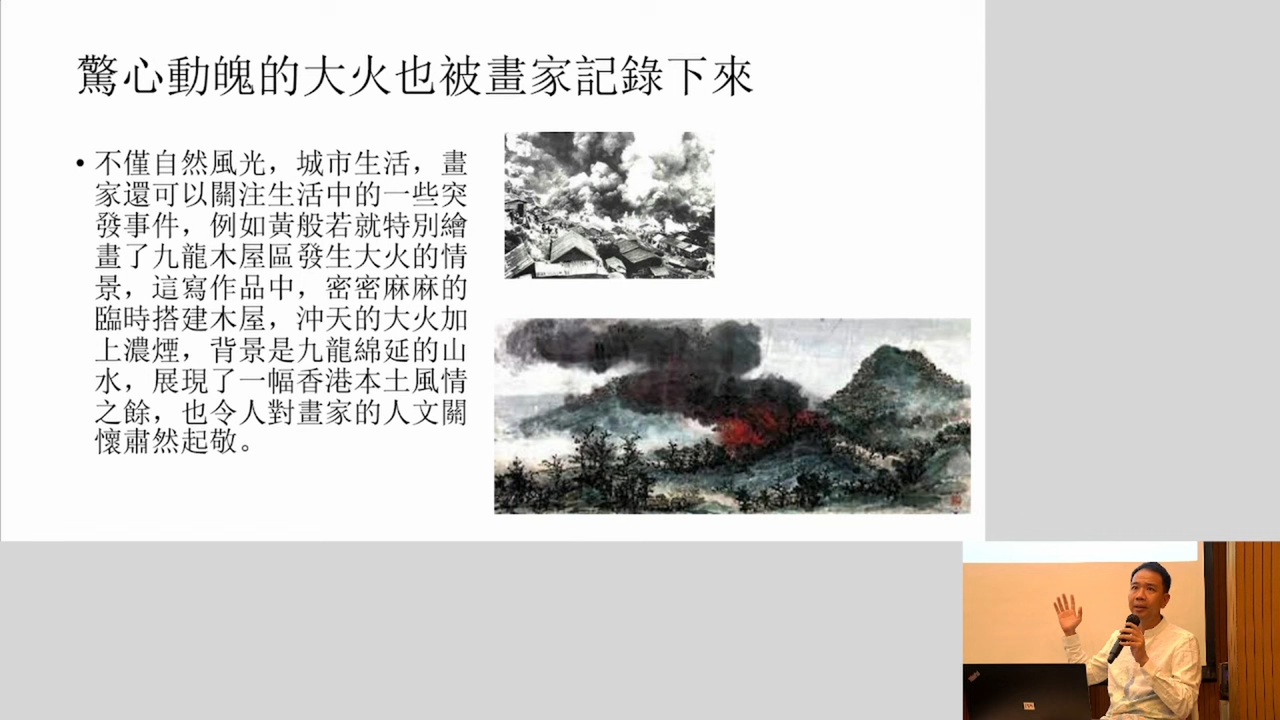 驚心動魄的大火也被畫家記錄下來
• 不僅自然風光，城市生活，畫
家還可以關注生活中的一些突
發事件，例如黃般若就特別繪
畫了九龍木屋區發生大火的情
景，這寫作品中，密密麻麻的
臨時搭建木屋，沖天的大火加
上濃煙，背景是九龍綿延的山
水，展現了一幅香港本土風情
之餘，也令人對畫家的人文關
懷肅然起敬。